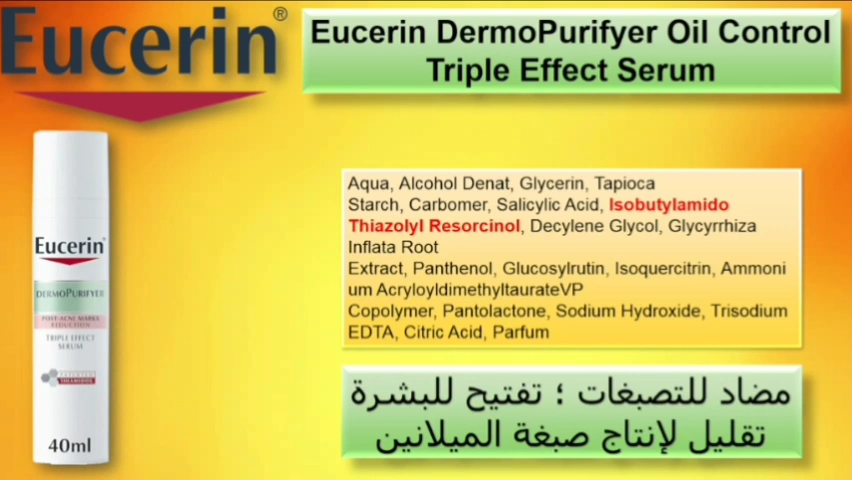 Eucerin®
Eucerin DermoPurifyer Oil Control
Triple Effect Serum
Aqua, Alcohol Denat, Glycerin, Tapioca
Starch, Carbomer, Salicylic Acid, Isobutylamido
Thiazolyl Resorcinol, Decylene Glycol, Glycyrrhiza
Inflata Root
Extract, Panthenol, Glucosylrutin, Isoquercitrin, Ammoni
um AcryloyldimethyltaurateVP
Copolymer, Pantolactone, Sodium Hydroxide, Trisodium
EDTA, Citric Acid, Parfum
Eucerin
DERMOPURIFYER
POST-ACNE MARKS
REDUCTION
TRIPLE EFFECT
SERUM
PATENTED
THIAMIDOL
40ml
مضاد للتصبغات ؛ تفتيح للبشرة
تقليل لإنتاج صبغة الميلانين